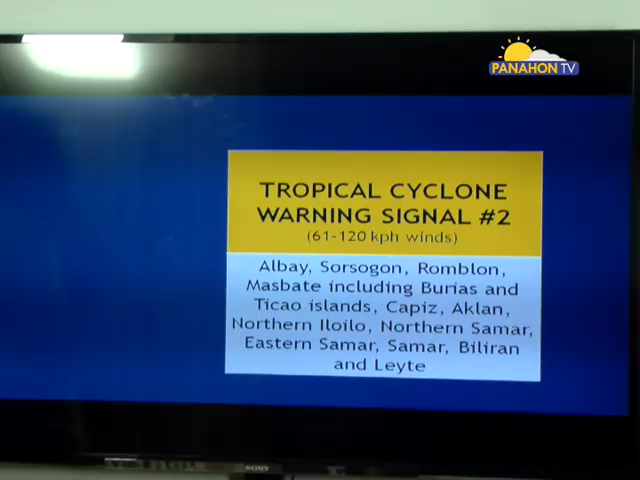 PANAHON TV
TROPICAL CYCLONE
WARNING SIGNAL #2
(61-120 kph winds)
Albay, Sorsogon, Romblon,
Masbate including Burias and
Ticao islands, Capiz, Aklan,
Northern Iloilo, Northern Samar,
Eastern Samar, Samar, Biliran
and Leyte
SONY